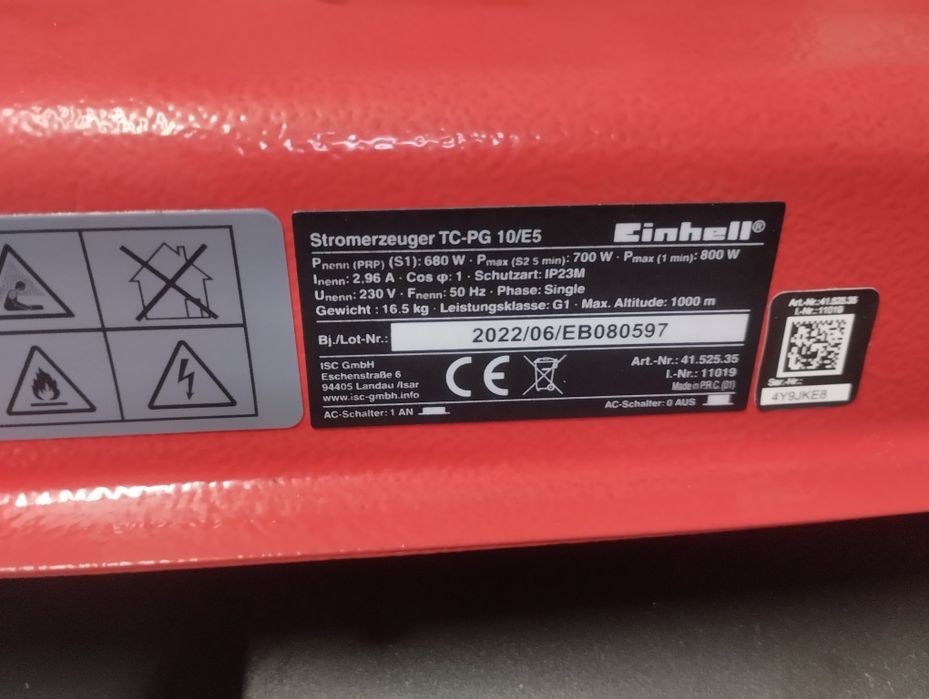 Stromerzeuger TC-PG 10/E5
Einhell®
Pnenn (PRP) (S1): 680 W · Pmax (S2 5 min): 700 W · Pmax (1 min): 800 W
Inenn: 2,96 A · Cos φ: 1 · Schutzart: IP23M
Unenn: 230 V · Fnenn: 50 Hz · Phase: Single
Gewicht : 16.5 kg · Leistungsklasse: G1 · Max. Altitude: 1000 m
Bj./Lot-Nr.: 2022/06/EB080597
ISC GmbH
Eschenstraße 6
94405 Landau /Isar
www.isc-gmbh.info
CE
Art.-Nr.: 41.525.35
I.-Nr.: 11019
Made in P.R.C. (01)
AC-Schalter: 1 AN
AC-Schalter: 0 AUS
Art.-Nr.:41.525.35
I.-Nr.:11019
Ser.-Nr.:
4Y9JKE8